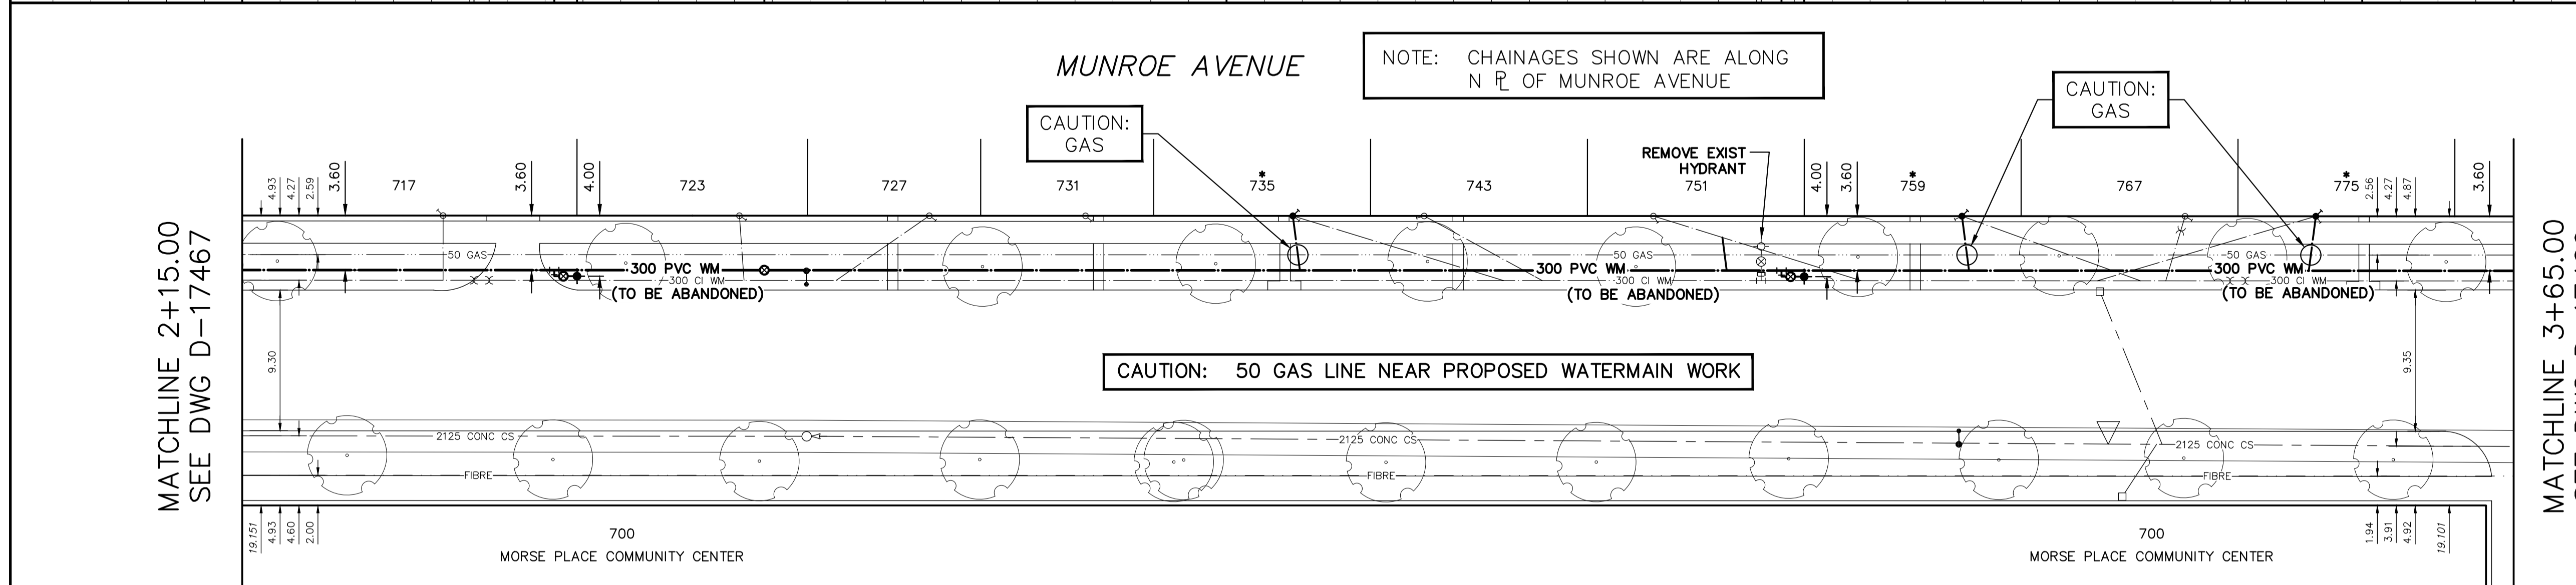 MUNROE AVENUE
NOTE: CHAINAGES SHOWN ARE ALONG
N ⅊ OF MUNROE AVENUE
CAUTION:
GAS
CAUTION:
GAS
REMOVE EXIST
HYDRANT
4.93
4.27
2.59
3.60
717
3.60
4.00
723
727
731
*
735
743
751
4.00
3.60
*
759
767
*
775
2.56
4.27
4.87
3.60
50 GAS
50 GAS
50 GAS
300 PVC WM
300 CI WM
(TO BE ABANDONED)
300 PVC WM
300 CI WM
(TO BE ABANDONED)
300 PVC WM
300 CI WM
(TO BE ABANDONED)
MATCHLINE 2+15.00
SEE DWG D-17467
MATCHLINE 3+65.00
9.30
9.35
CAUTION: 50 GAS LINE NEAR PROPOSED WATERMAIN WORK
2125 CONC CS
2125 CONC CS
2125 CONC CS
FIBRE
FIBRE
FIBRE
19.151
4.93
4.60
2.00
700
MORSE PLACE COMMUNITY CENTER
700
MORSE PLACE COMMUNITY CENTER
1.94
3.91
4.92
19.101